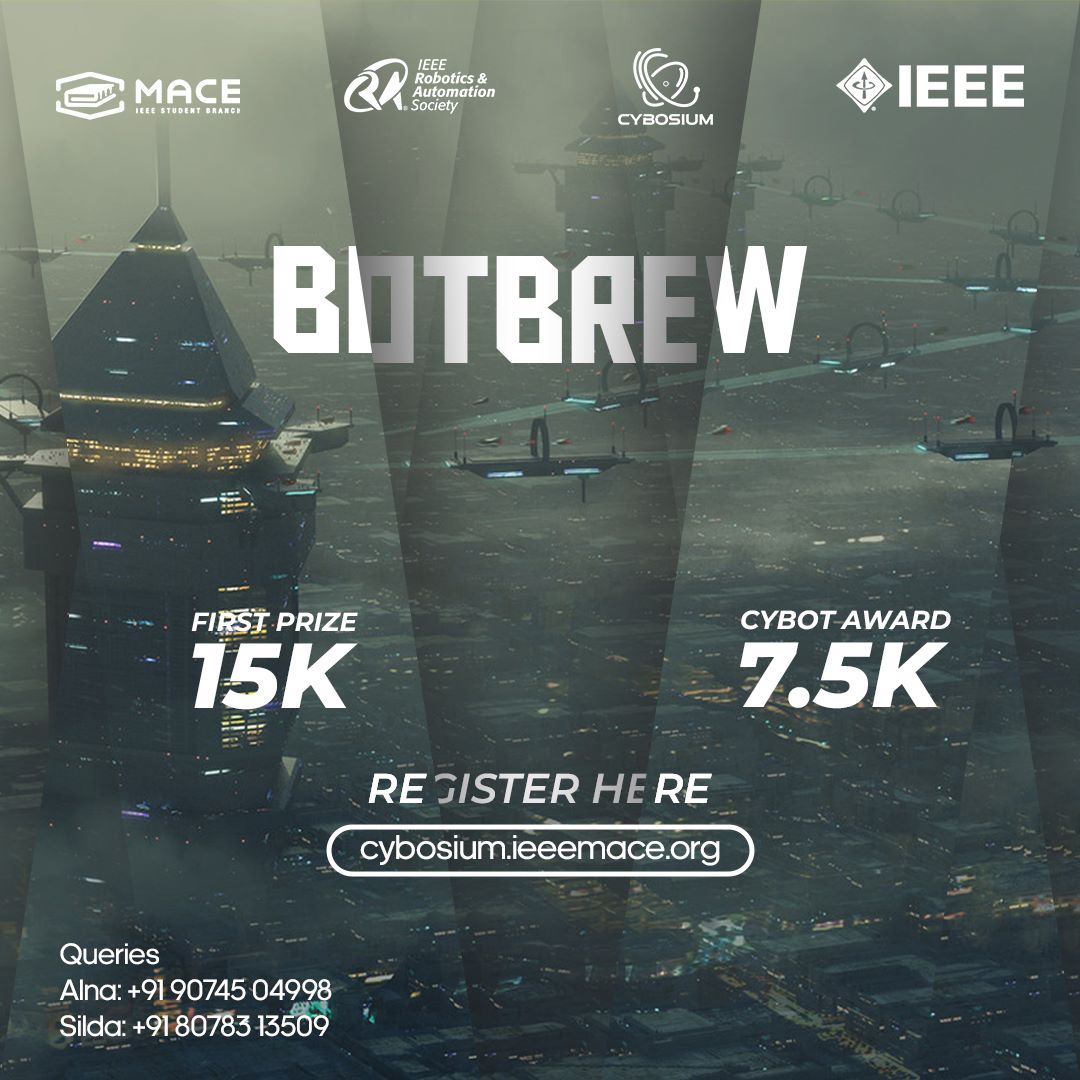 MACE
IEEE STUDENT BRANCH
IEEE
Robotics &
Automation
Society
CYBOSIUM
IEEE
BOTBREW
FIRST PRIZE
15K
CYBOT AWARD
7.5K
REGISTER HERE
cybosium.ieeemace.org
Queries
Alna: +91 90745 04998
Silda: +91 80783 13509